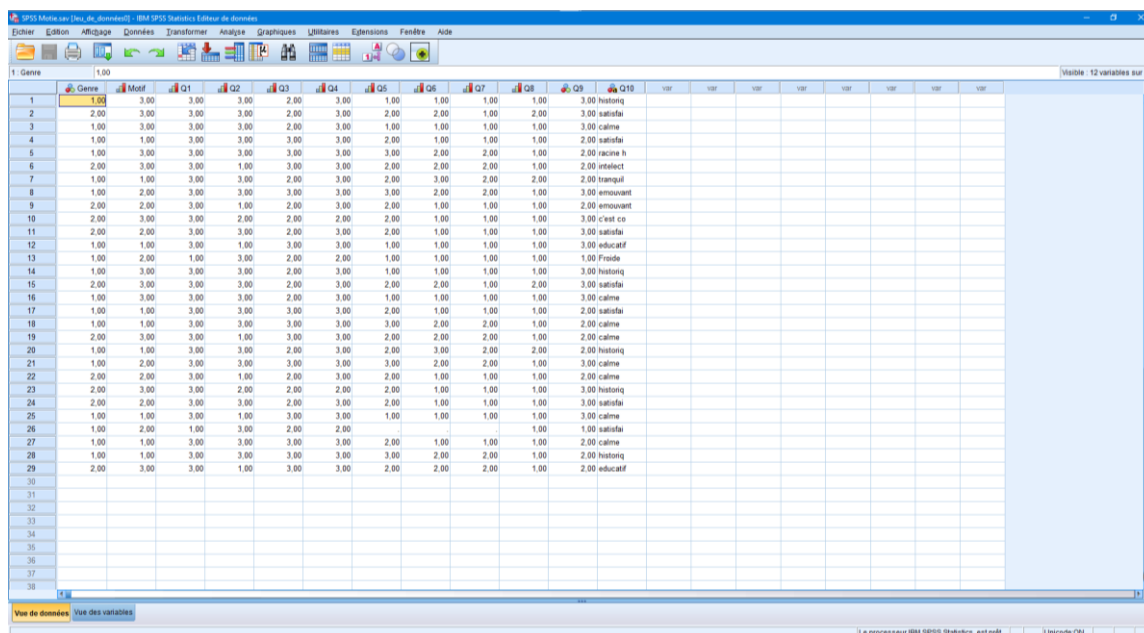 SPSS Motie.sav [Jeu_de_données0] - IBM SPSS Statistics Editeur de données
Fichier Edition Affichage Données Transformer Analyse Graphiques Utilitaires Extensions Fenêtre Aide
1 : Genre 1,00 Visible : 12 variables sur
Genre Motif Q1 Q2 Q3 Q4 Q5 Q6 Q7 Q8 Q9 Q10 var var var var var var var
1 1,00 3,00 3,00 3,00 2,00 3,00 1,00 1,00 1,00 1,00 3,00 historiq
2 2,00 3,00 3,00 3,00 2,00 3,00 2,00 2,00 1,00 2,00 3,00 satisfai
3 1,00 3,00 3,00 3,00 2,00 3,00 1,00 1,00 1,00 1,00 3,00 calme
4 1,00 1,00 3,00 3,00 3,00 3,00 2,00 1,00 1,00 1,00 2,00 satisfai
5 1,00 3,00 3,00 3,00 3,00 3,00 3,00 2,00 2,00 1,00 2,00 racine h
6 2,00 3,00 3,00 1,00 3,00 3,00 2,00 2,00 2,00 1,00 2,00 intelect
7 1,00 1,00 3,00 3,00 2,00 3,00 2,00 3,00 2,00 2,00 2,00 tranquil
8 1,00 2,00 3,00 3,00 3,00 2,00 3,00 2,00 2,00 1,00 3,00 emouvant
9 2,00 2,00 3,00 1,00 2,00 3,00 2,00 1,00 1,00 1,00 2,00 emouvant
10 2,00 3,00 3,00 2,00 2,00 2,00 2,00 1,00 1,00 1,00 3,00 c'est co
11 2,00 2,00 3,00 3,00 2,00 3,00 2,00 1,00 1,00 1,00 3,00 satisfai
12 1,00 1,00 3,00 1,00 3,00 3,00 1,00 1,00 1,00 1,00 3,00 educatif
13 1,00 2,00 1,00 3,00 2,00 2,00 1,00 1,00 1,00 1,00 1,00 Froide
14 1,00 3,00 3,00 3,00 2,00 3,00 1,00 1,00 1,00 1,00 3,00 historiq
15 2,00 3,00 3,00 3,00 2,00 3,00 2,00 2,00 1,00 2,00 3,00 satisfai
16 1,00 3,00 3,00 3,00 2,00 3,00 1,00 1,00 1,00 1,00 3,00 calme
17 1,00 1,00 3,00 3,00 3,00 3,00 2,00 1,00 1,00 1,00 2,00 satisfai
18 1,00 1,00 3,00 3,00 3,00 3,00 3,00 2,00 2,00 1,00 2,00 calme
19 2,00 3,00 3,00 1,00 3,00 3,00 2,00 2,00 2,00 1,00 2,00 calme
20 1,00 1,00 3,00 3,00 2,00 3,00 2,00 3,00 2,00 2,00 2,00 historiq
21 1,00 2,00 3,00 3,00 3,00 2,00 3,00 2,00 2,00 1,00 3,00 calme
22 2,00 2,00 3,00 1,00 2,00 3,00 2,00 1,00 1,00 1,00 2,00 calme
23 2,00 3,00 3,00 2,00 2,00 2,00 2,00 1,00 1,00 1,00 3,00 historiq
24 2,00 2,00 3,00 3,00 2,00 3,00 2,00 1,00 1,00 1,00 3,00 satisfai
25 1,00 1,00 3,00 1,00 3,00 3,00 1,00 1,00 1,00 1,00 3,00 calme
26 1,00 2,00 1,00 3,00 2,00 2,00 . . . 1,00 1,00 satisfai
27 1,00 1,00 3,00 3,00 3,00 3,00 2,00 1,00 1,00 1,00 2,00 calme
28 1,00 1,00 3,00 3,00 3,00 3,00 3,00 2,00 2,00 1,00 2,00 historiq
29 2,00 3,00 3,00 1,00 3,00 3,00 2,00 2,00 2,00 1,00 2,00 educatif
30
31
32
33
34
35
36
37
38
Vue de données Vue des variables
Le processeur IBM SPSS Statistics est prêt Unicode:ON